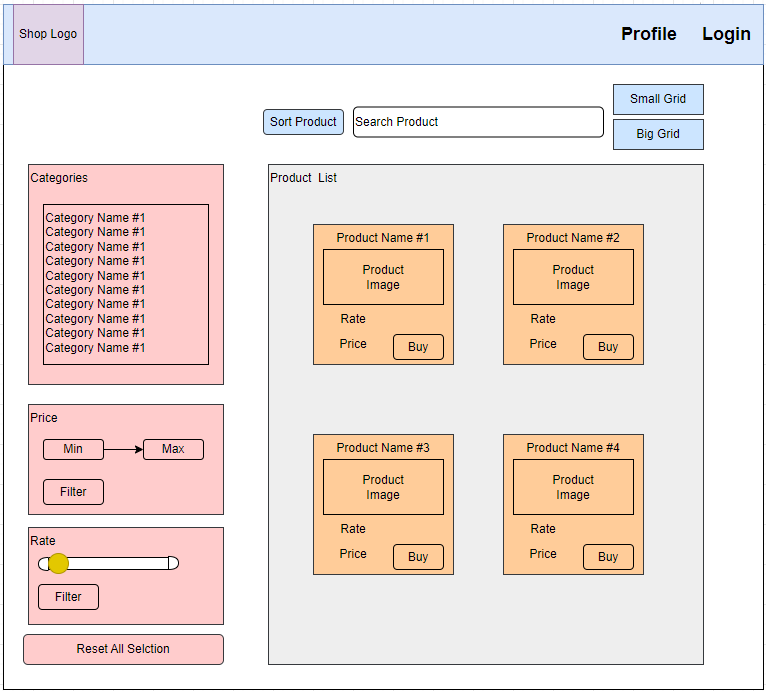 Shop Logo
Profile
Login
Small Grid
Sort Product
Search Product
Big Grid
Categories
Category Name #1
Category Name #1
Category Name #1
Category Name #1
Category Name #1
Category Name #1
Category Name #1
Category Name #1
Category Name #1
Category Name #1
Price
Min
Max
Filter
Rate
Filter
Reset All Selction
Product List
Product Name #1
Product
Image
Rate
Price
Buy
Product Name #2
Product
Image
Rate
Price
Buy
Product Name #3
Product
Image
Rate
Price
Buy
Product Name #4
Product
Image
Rate
Price
Buy